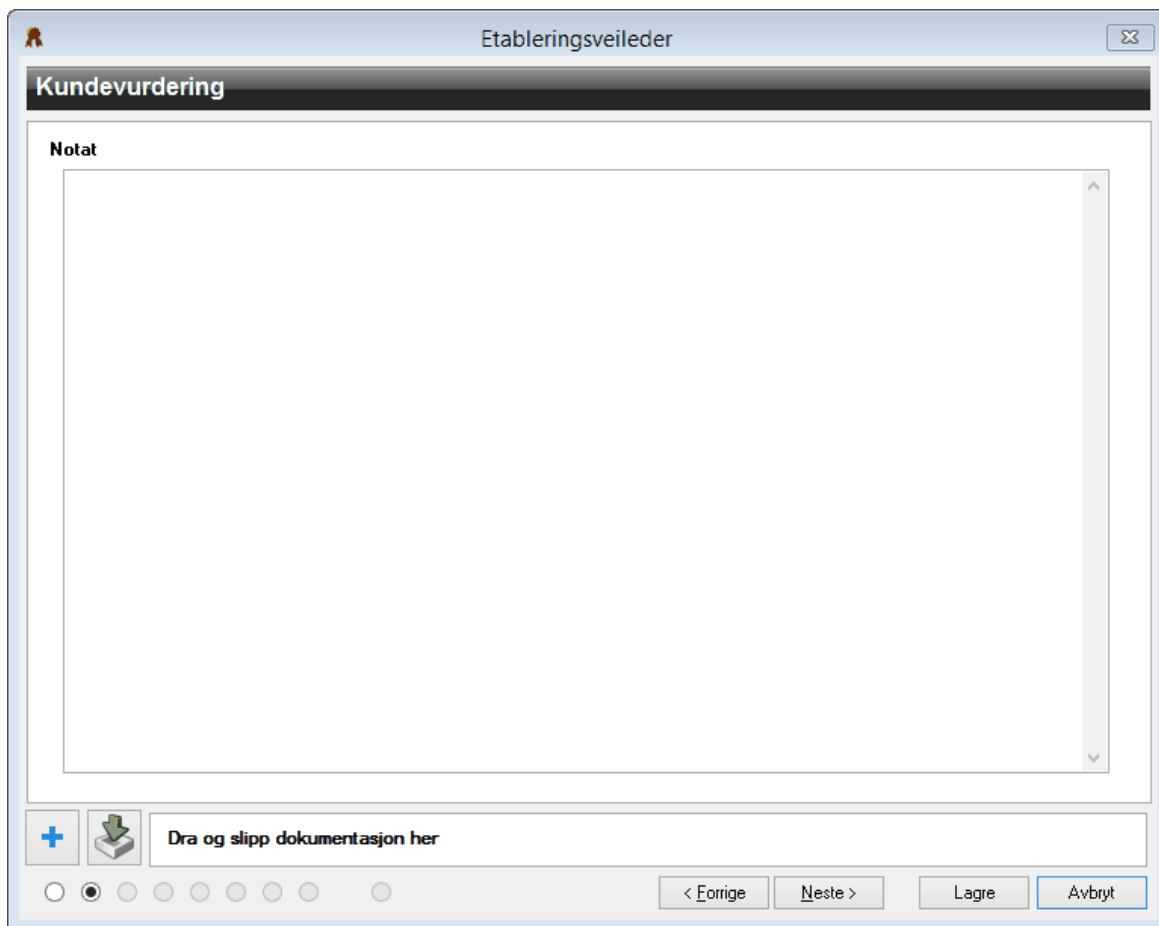 Etableringsveileder
Kundevurdering
Notat
Dra og slipp dokumentasjon her
< Forrige
Neste >
Lagre
Avbryt